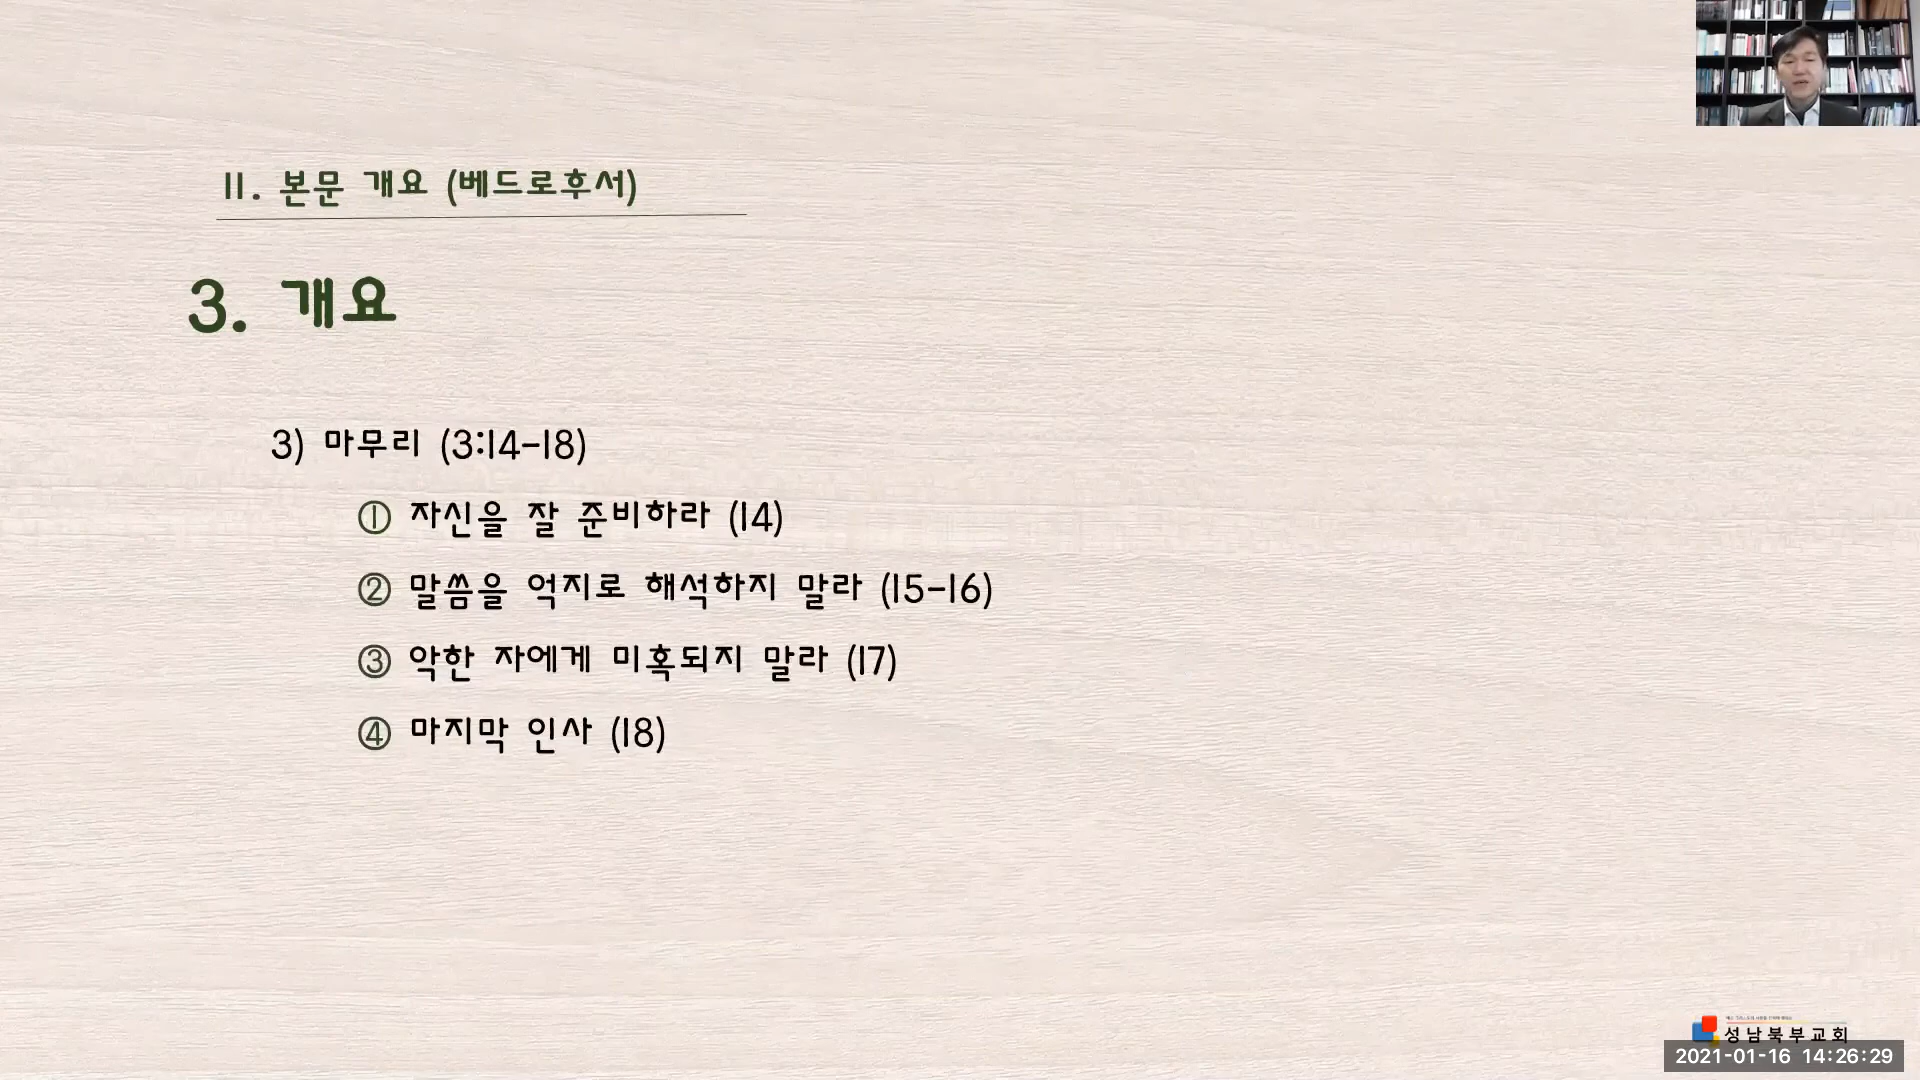 II. 본문 개요 (베드로후서)
3. 개요
3) 마무리 (3:14-18)
① 자신을 잘 준비하라 (14)
② 말씀을 억지로 해석하지 말라 (15-16)
③ 악한 자에게 미혹되지 말라 (17)
④ 마지막 인사 (18)
성남북부교회
2021-01-16 14:26:29